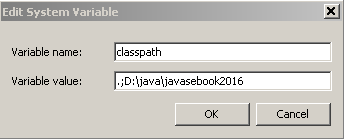 Edit System Variable
Variable name: classpath
Variable value: .;D:\java\javasebook2016
OK Cancel